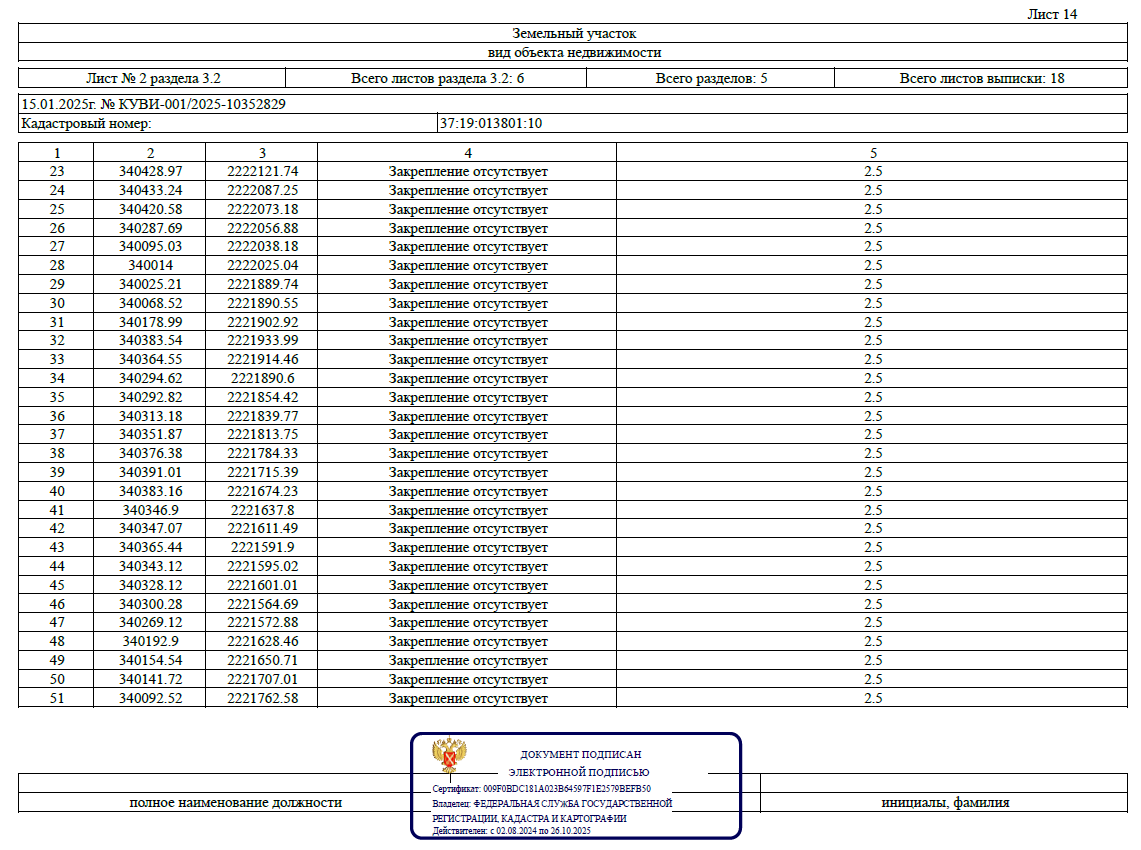 Лист 14
Земельный участок
вид объекта недвижимости
Лист № 2 раздела 3.2 Всего листов раздела 3.2: 6 Всего разделов: 5 Всего листов выписки: 18
15.01.2025г. № КУВИ-001/2025-10352829
Кадастровый номер: 37:19:013801:10
1 2 3 4 5
23 340428.97 2222121.74 Закрепление отсутствует 2.5
24 340433.24 2222087.25 Закрепление отсутствует 2.5
25 340420.58 2222073.18 Закрепление отсутствует 2.5
26 340287.69 2222056.88 Закрепление отсутствует 2.5
27 340095.03 2222038.18 Закрепление отсутствует 2.5
28 340014 2222025.04 Закрепление отсутствует 2.5
29 340025.21 2221889.74 Закрепление отсутствует 2.5
30 340068.52 2221890.55 Закрепление отсутствует 2.5
31 340178.99 2221902.92 Закрепление отсутствует 2.5
32 340383.54 2221933.99 Закрепление отсутствует 2.5
33 340364.55 2221914.46 Закрепление отсутствует 2.5
34 340294.62 2221890.6 Закрепление отсутствует 2.5
35 340292.82 2221854.42 Закрепление отсутствует 2.5
36 340313.18 2221839.77 Закрепление отсутствует 2.5
37 340351.87 2221813.75 Закрепление отсутствует 2.5
38 340376.38 2221784.33 Закрепление отсутствует 2.5
39 340391.01 2221715.39 Закрепление отсутствует 2.5
40 340383.16 2221674.23 Закрепление отсутствует 2.5
41 340346.9 2221637.8 Закрепление отсутствует 2.5
42 340347.07 2221611.49 Закрепление отсутствует 2.5
43 340365.44 2221591.9 Закрепление отсутствует 2.5
44 340343.12 2221595.02 Закрепление отсутствует 2.5
45 340328.12 2221601.01 Закрепление отсутствует 2.5
46 340300.28 2221564.69 Закрепление отсутствует 2.5
47 340269.12 2221572.88 Закрепление отсутствует 2.5
48 340192.9 2221628.46 Закрепление отсутствует 2.5
49 340154.54 2221650.71 Закрепление отсутствует 2.5
50 340141.72 2221707.01 Закрепление отсутствует 2.5
51 340092.52 2221762.58 Закрепление отсутствует 2.5
ДОКУМЕНТ ПОДПИСАН
ЭЛЕКТРОННОЙ ПОДПИСЬЮ
Сертификат: 009F0BDC181A023B64597F1E2579BEFB50
Владелец: ФЕДЕРАЛЬНАЯ СЛУЖБА ГОСУДАРСТВЕННОЙ
РЕГИСТРАЦИИ, КАДАСТРА И КАРТОГРАФИИ
Действителен: с 02.08.2024 по 26.10.2025
полное наименование должности инициалы, фамилия